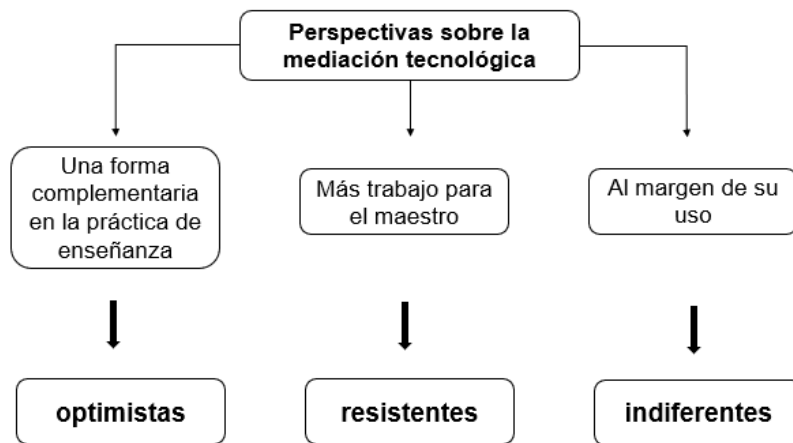 Perspectivas sobre la
mediación tecnológica
Una forma
complementaria
en la práctica de
enseñanza
Más trabajo para
el maestro
Al margen de su
uso
optimistas
resistentes
indiferentes